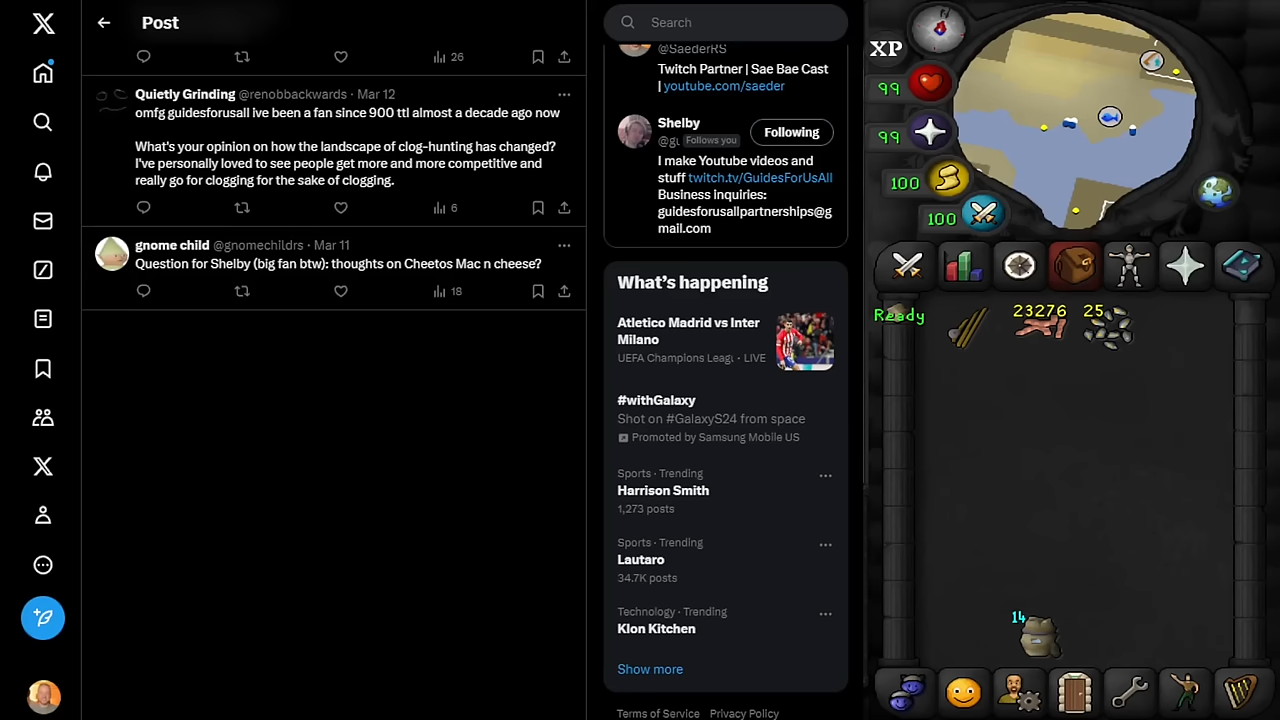 Post
26
Quietly Grinding @renobbackwards · Mar 12
omfg guidesforusall ive been a fan since 900 ttl almost a decade ago now
What's your opinion on how the landscape of clog-hunting has changed?
I've personally loved to see people get more and more competitive and
really go for clogging for the sake of clogging.
6
gnome child @gnomechildrs · Mar 11
Question for Shelby (big fan btw): thoughts on Cheetos Mac n cheese?
18
Search
@SaederRS
Twitch Partner | Sae Bae Cast
| youtube.com/saeder
Shelby
@gu Follows you
Following
I make Youtube videos and
stuff twitch.tv/GuidesForUsAll
Business inquiries:
guidesforusallpartnerships@g
mail.com
What's happening
Atletico Madrid vs Inter
Milano
UEFA Champions Leagu · LIVE
#withGalaxy
Shot on #GalaxyS24 from space
Promoted by Samsung Mobile US
Sports · Trending
Harrison Smith
1,273 posts
Sports · Trending
Lautaro
34.7K posts
Technology · Trending
Klon Kitchen
Show more
Terms of Service Privacy Policy
XP
N
99
99
100
100
Ready
23276
25
14